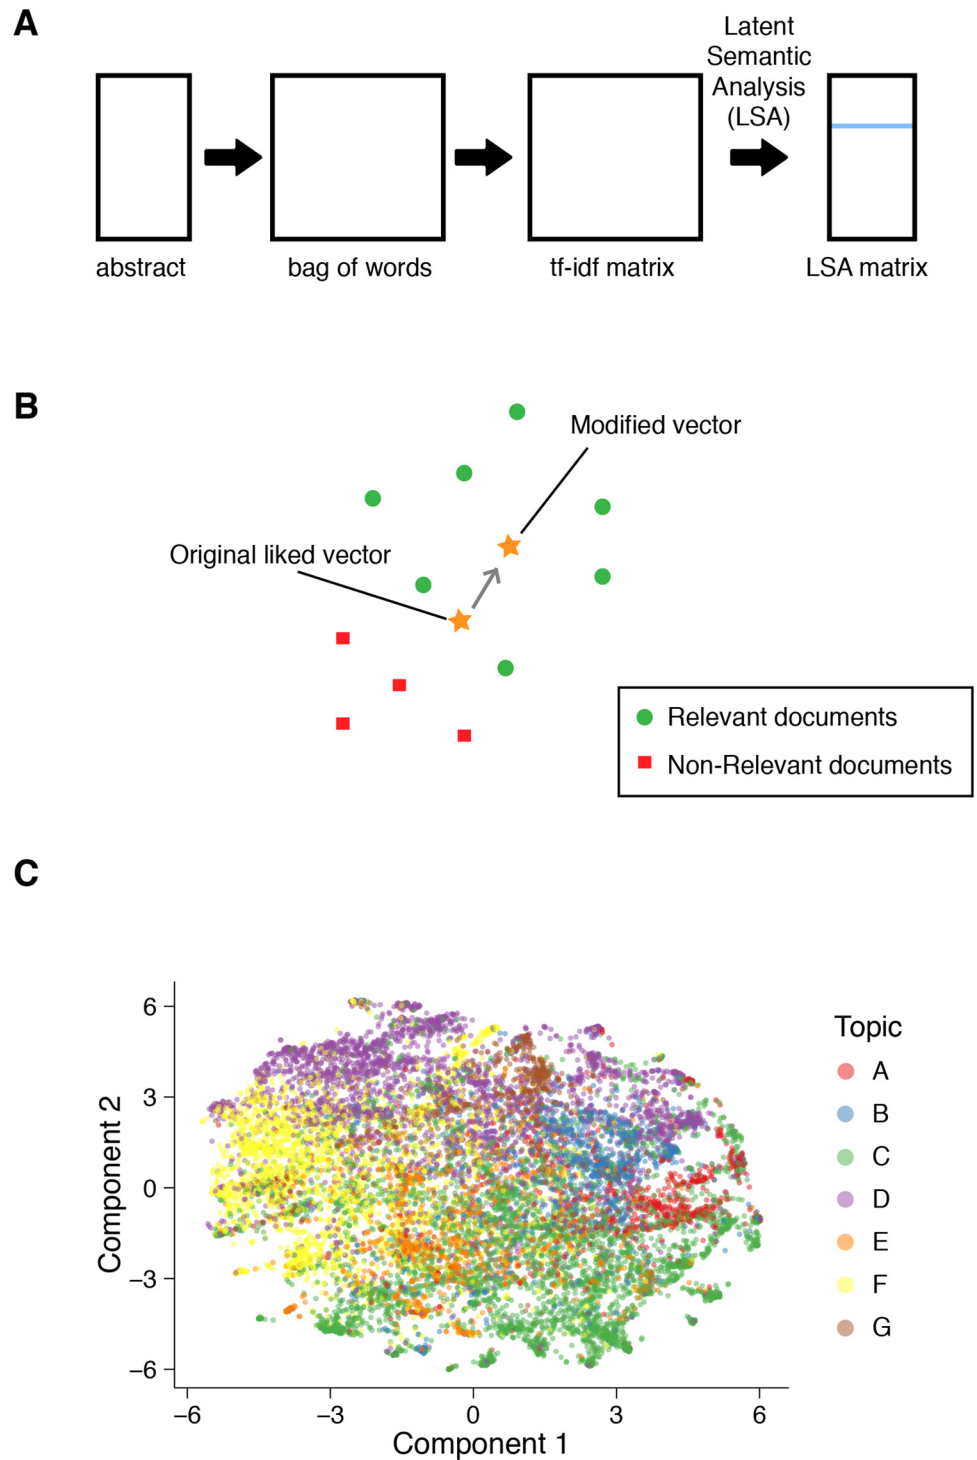 A
Latent
Semantic
Analysis
(LSA)
abstract
bag of words
tf-idf matrix
LSA matrix
B
Modified vector
Original liked vector
Relevant documents
Non-Relevant documents
C
Component 2
6
3
0
−3
−6
−6
−3
0
3
6
Component 1
Topic
A
B
C
D
E
F
G